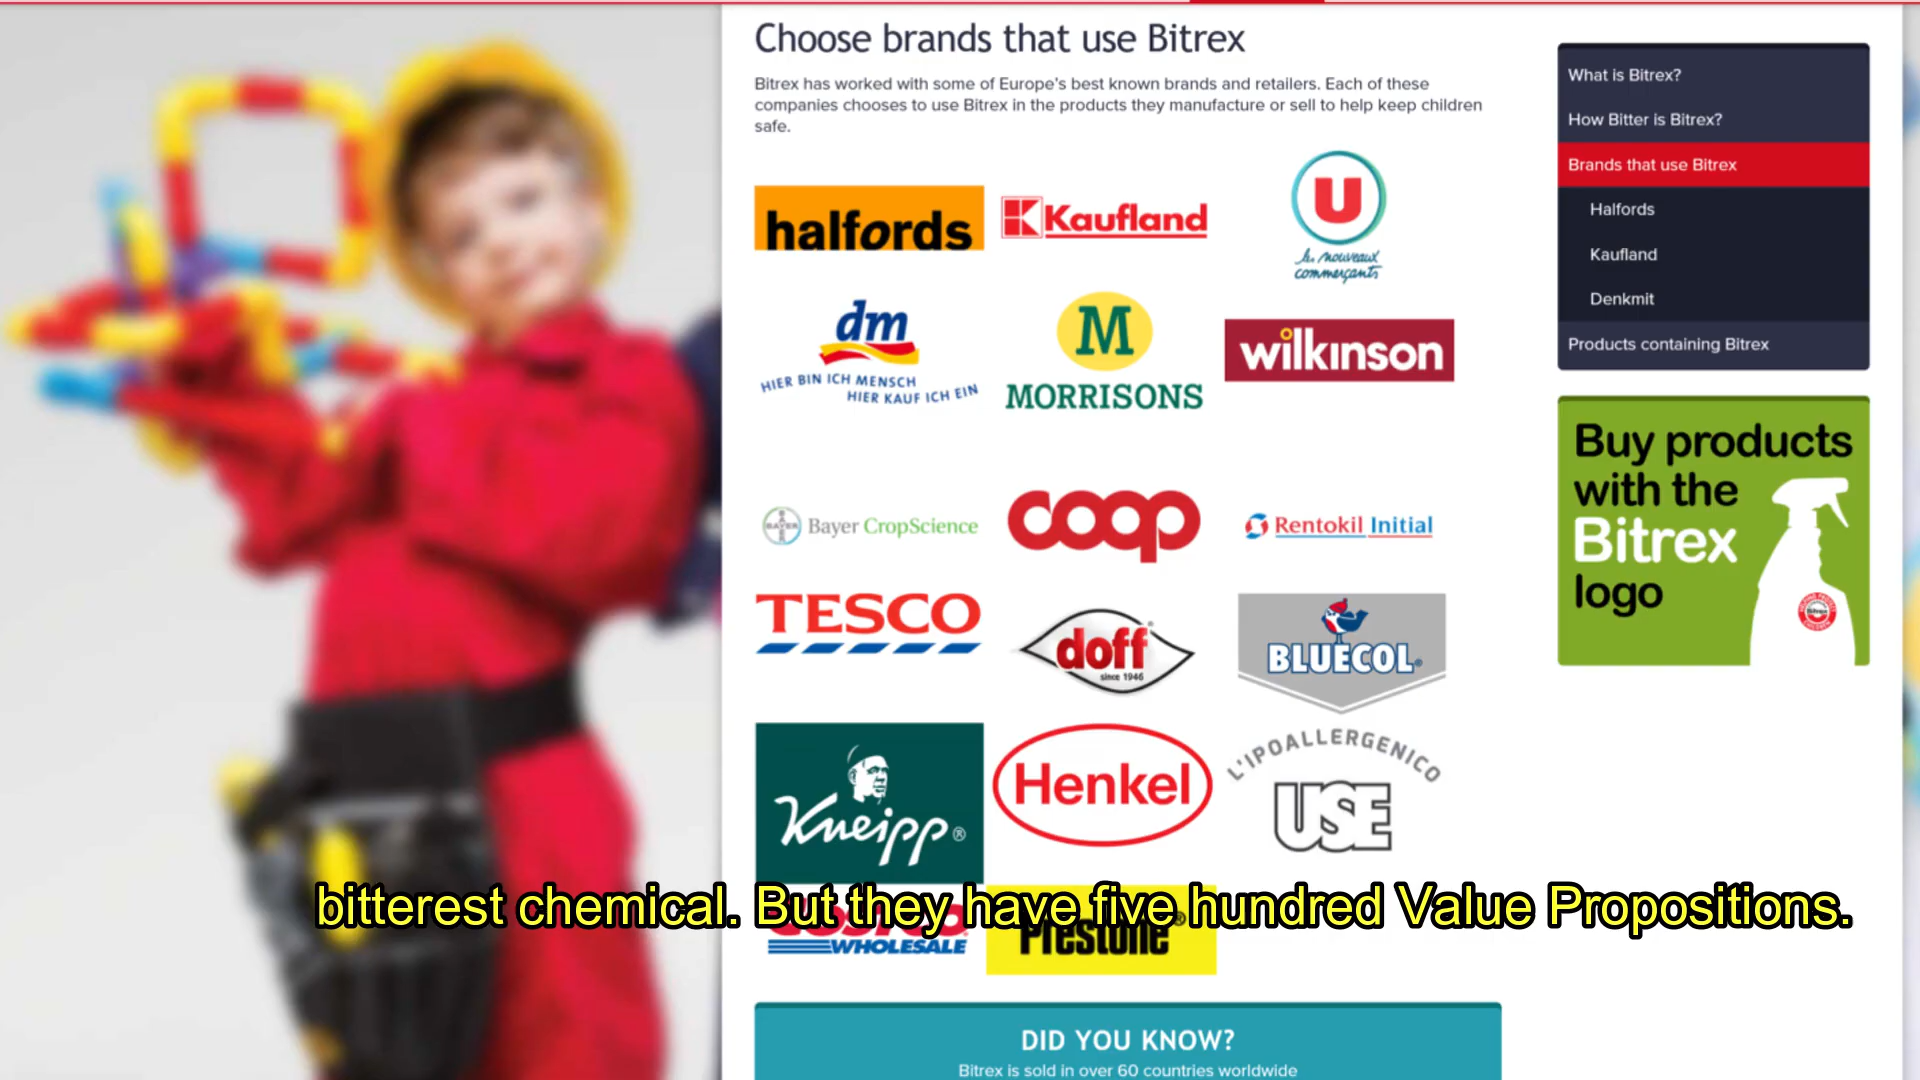 Choose brands that use Bitrex
Bitrex has worked with some of Europe's best known brands and retailers. Each of these
companies chooses to use Bitrex in the products they manufacture or sell to help keep children
safe.
halfords
Kaufland
U
les nouveaux
commerçants
dm
HIER BIN ICH MENSCH
HIER KAUF ICH EIN
M
MORRISONS
wilkinson
BAYER
Bayer CropScience
coop
Rentokil Initial
TESCO
doff
since 1946
BLUECOL®
Kneipp®
Henkel
L'IPOALLERGENICO
USE
COSTCO
WHOLESALE
Prestone®
bitterest chemical. But they have five hundred Value Propositions.
DID YOU KNOW?
Bitrex is sold in over 60 countries worldwide
What is Bitrex?
How Bitter is Bitrex?
Brands that use Bitrex
Halfords
Kaufland
Denkmit
Products containing Bitrex
Buy products
with the
Bitrex
logo
Bitrex